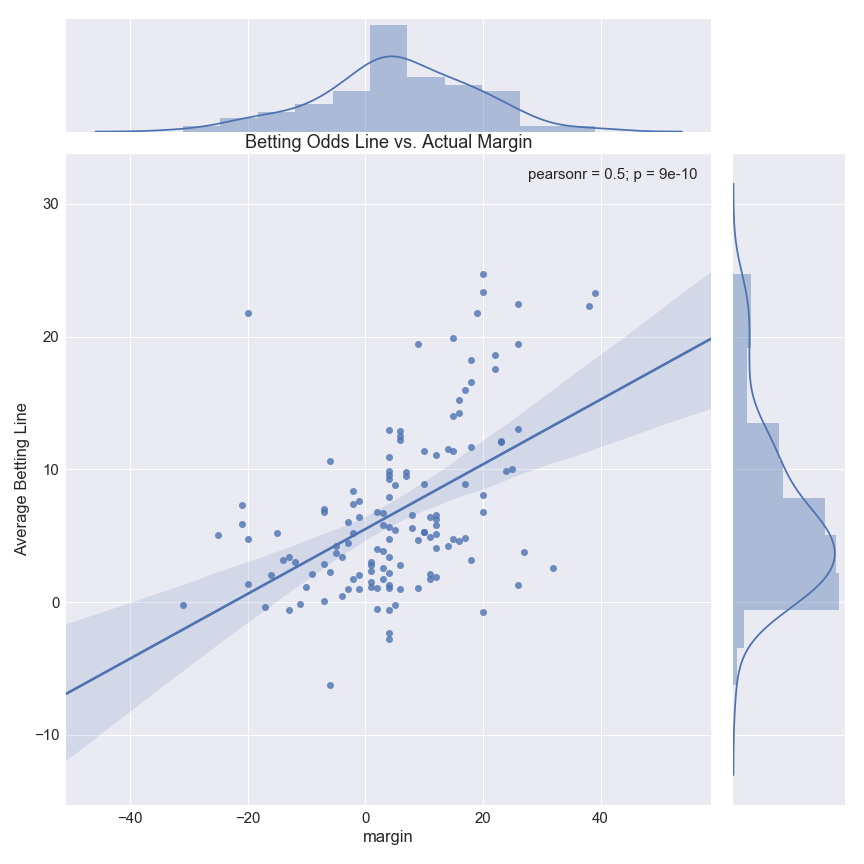 Betting Odds Line vs. Actual Margin
pearsonr = 0.5; p = 9e-10
30
20
10
0
−10
Average Betting Line
−40 −20 0 20 40
margin